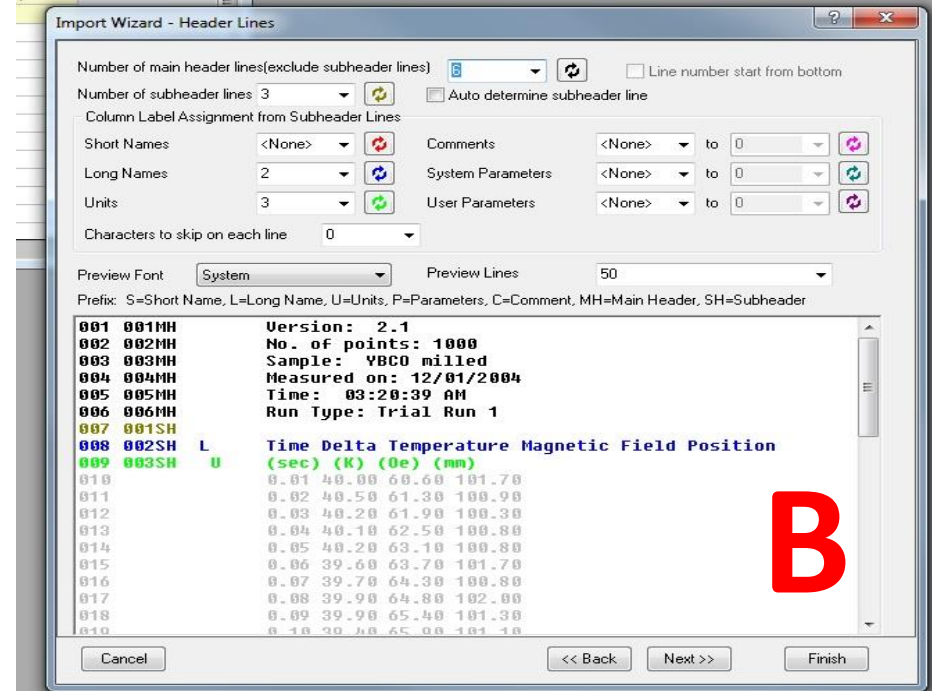 Import Wizard - Header Lines
Number of main header lines(exclude subheader lines) 6 Line number start from bottom
Number of subheader lines 3 Auto determine subheader line
Column Label Assignment from Subheader Lines
Short Names <None> Comments <None> to 0
Long Names 2 System Parameters <None> to 0
Units 3 User Parameters <None> to 0
Characters to skip on each line 0
Preview Font System Preview Lines 50
Prefix: S=Short Name, L=Long Name, U=Units, P=Parameters, C=Comment, MH=Main Header, SH=Subheader
001 001MH Version: 2.1
002 002MH No. of points: 1000
003 003MH Sample: YBCO milled
004 004MH Measured on: 12/01/2004
005 005MH Time: 03:20:39 AM
006 006MH Run Type: Trial Run 1
007 001SH
008 002SH L Time Delta Temperature Magnetic Field Position
009 003SH U (sec) (K) (Oe) (mm)
010 0.01 40.00 60.60 101.70
011 0.02 40.50 61.30 100.90
012 0.03 40.20 61.90 100.30
013 0.04 40.10 62.50 100.80
014 0.05 40.20 63.10 100.80
015 0.06 39.60 63.70 101.70
016 0.07 39.70 64.30 100.80
017 0.08 39.90 64.80 102.00
018 0.09 39.90 65.40 101.30
019 0.10 39.40 65.90 101.10
B
Cancel << Back Next >> Finish